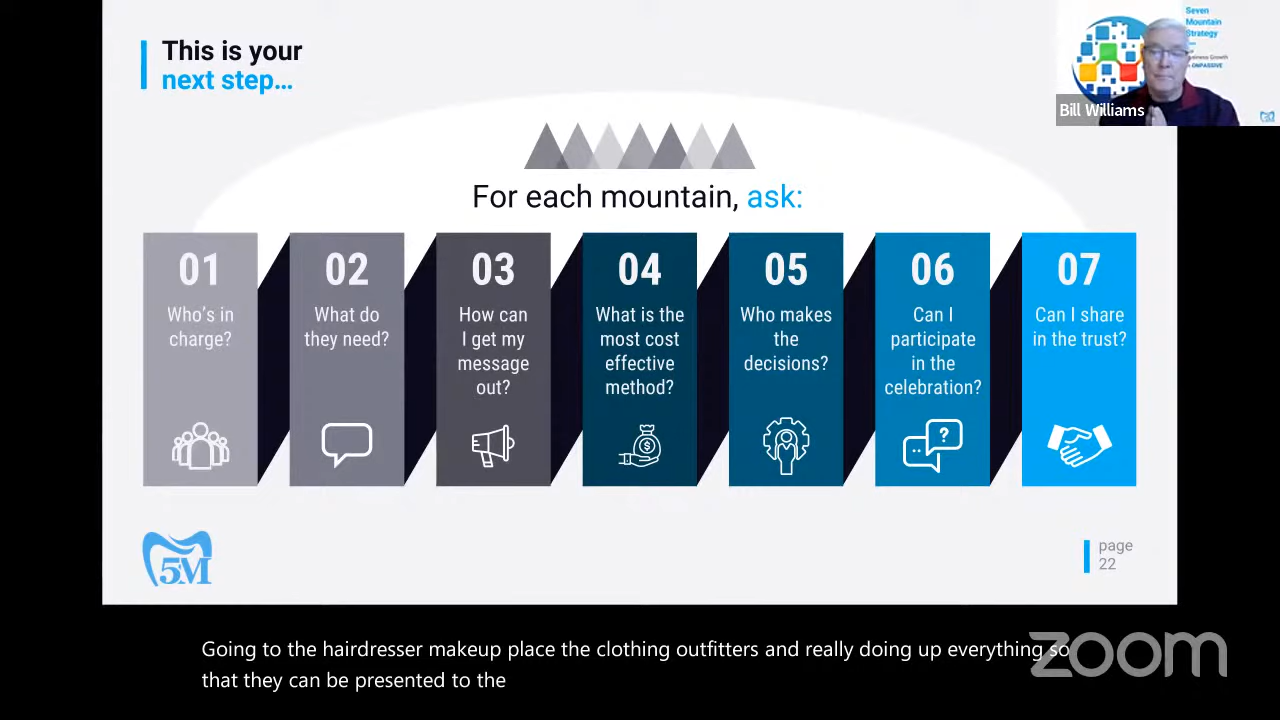 This is your
next step...
Seven
Mountain
Strategy
Business Growth
ONPASSIVE
Bill Williams
For each mountain, ask:
01
Who's in
charge?
02
What do
they need?
03
How can
I get my
message
out?
04
What is the
most cost
effective
method?
$
05
Who makes
the
decisions?
06
Can I
participate
in the
celebration?
?
07
Can I share
in the trust?
5M
page
22
Going to the hairdresser makeup place the clothing outfitters and really doing up everything so
that they can be presented to the
zoom